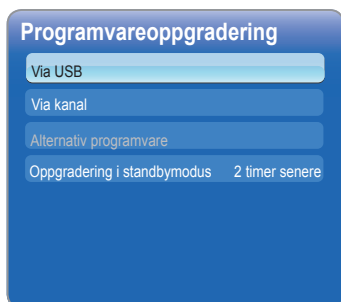 Programvareoppgradering
Via USB
Via kanal
Alternativ programvare
Oppgradering i standbymodus 2 timer senere